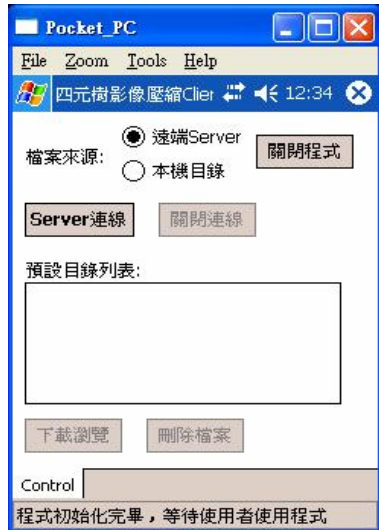 Pocket_PC
File Zoom Tools Help
四元樹影像壓縮Clier 12:34
檔案來源: 遠端Server
本機目錄
關閉程式
Server連線 關閉連線
預設目錄列表:
下載瀏覽 刪除檔案
Control
程式初始化完畢，等待使用者使用程式